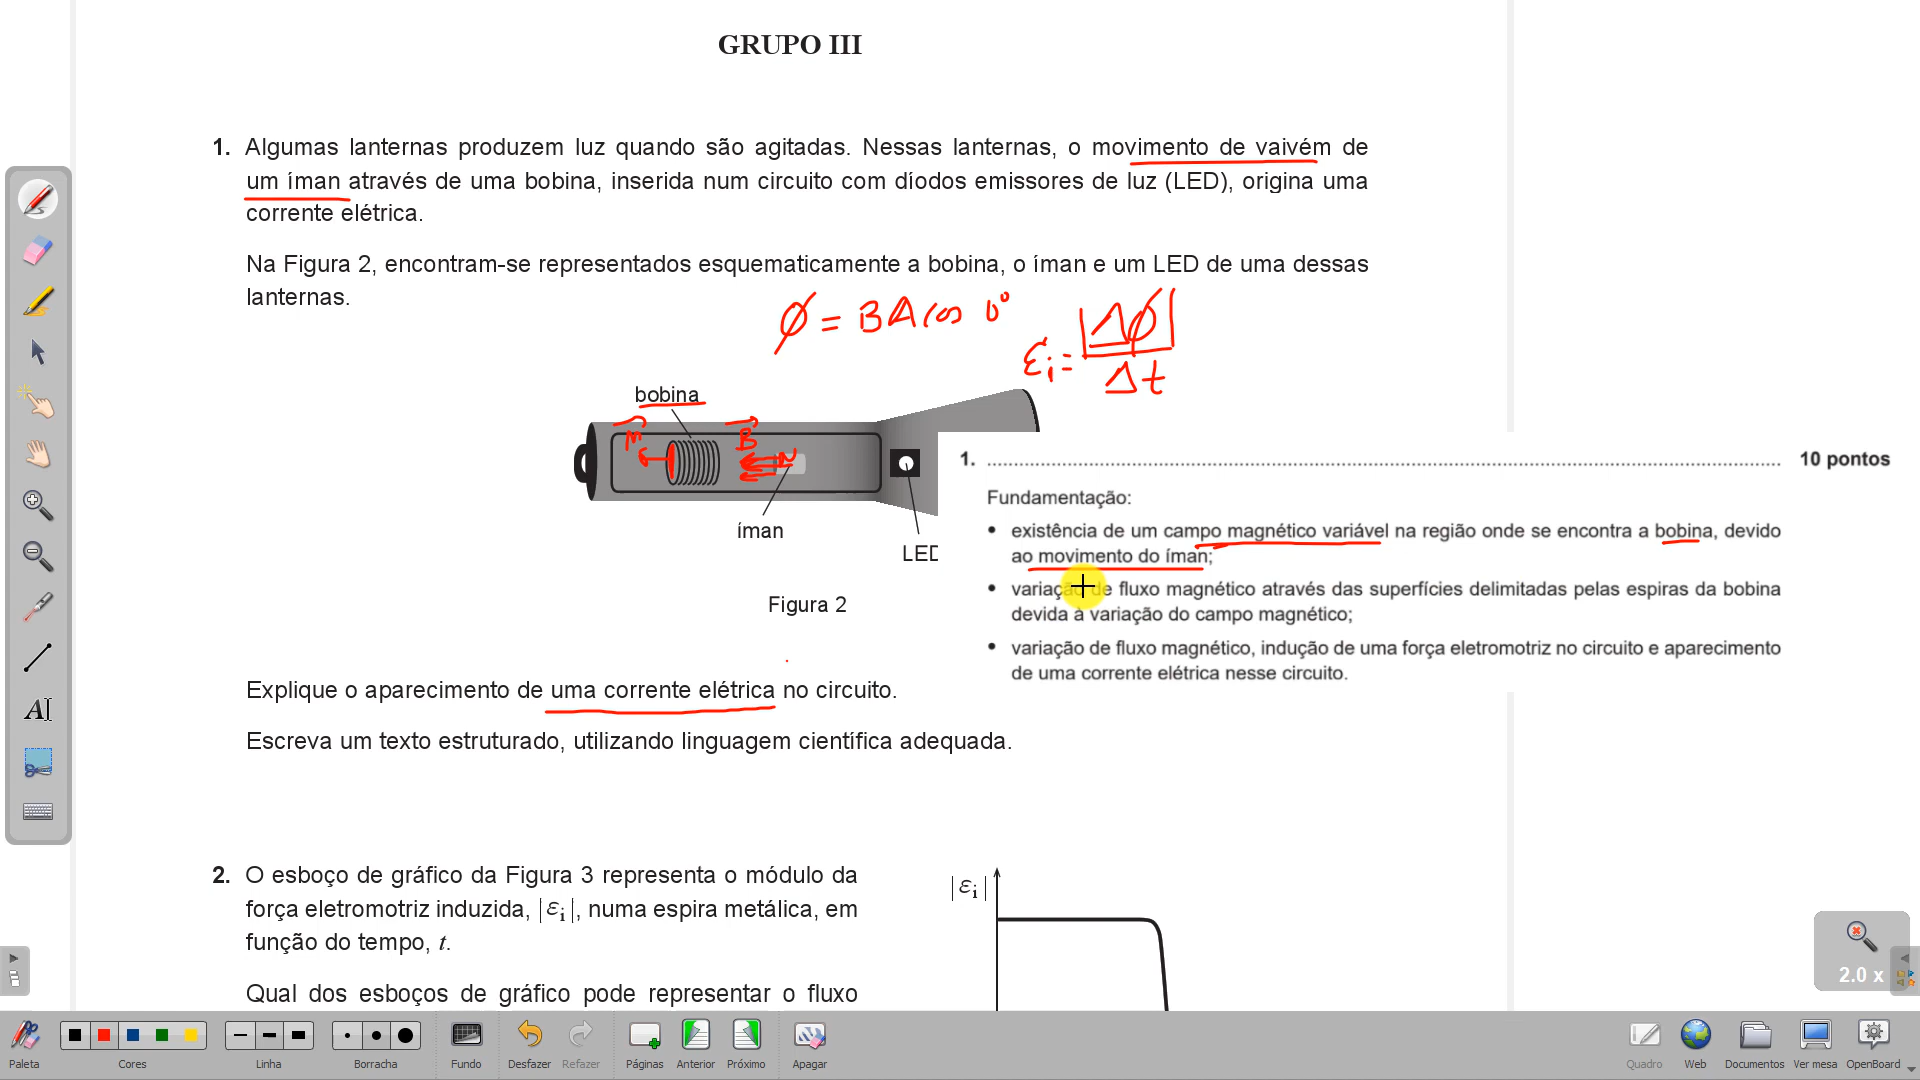 GRUPO III
1. Algumas lanternas produzem luz quando são agitadas. Nessas lanternas, o movimento de vaivém de
um íman através de uma bobina, inserida num circuito com díodos emissores de luz (LED), origina uma
corrente elétrica.
Na Figura 2, encontram-se representados esquematicamente a bobina, o íman e um LED de uma dessas
lanternas.
ϕ = BA cos 0°
εi = |Δϕ| / Δt
bobina
B
N
íman
LED
Figura 2
1. ........ 10 pontos
Fundamentação:
• existência de um campo magnético variável na região onde se encontra a bobina, devido
ao movimento do íman;
• variação de fluxo magnético através das superfícies delimitadas pelas espiras da bobina
devida à variação do campo magnético;
• variação de fluxo magnético, indução de uma força eletromotriz no circuito e aparecimento
de uma corrente elétrica nesse circuito.
Explique o aparecimento de uma corrente elétrica no circuito.
Escreva um texto estruturado, utilizando linguagem científica adequada.
2. O esboço de gráfico da Figura 3 representa o módulo da
força eletromotriz induzida, |εi|, numa espira metálica, em
função do tempo, t.
Qual dos esboços de gráfico pode representar o fluxo
|εi|
2.0 x
Paleta
Cores
Linha
Borracha
Fundo
Desfazer
Refazer
Páginas
Anterior
Próximo
Apagar
Quadro
Web
Documentos
Ver mesa
OpenBoard